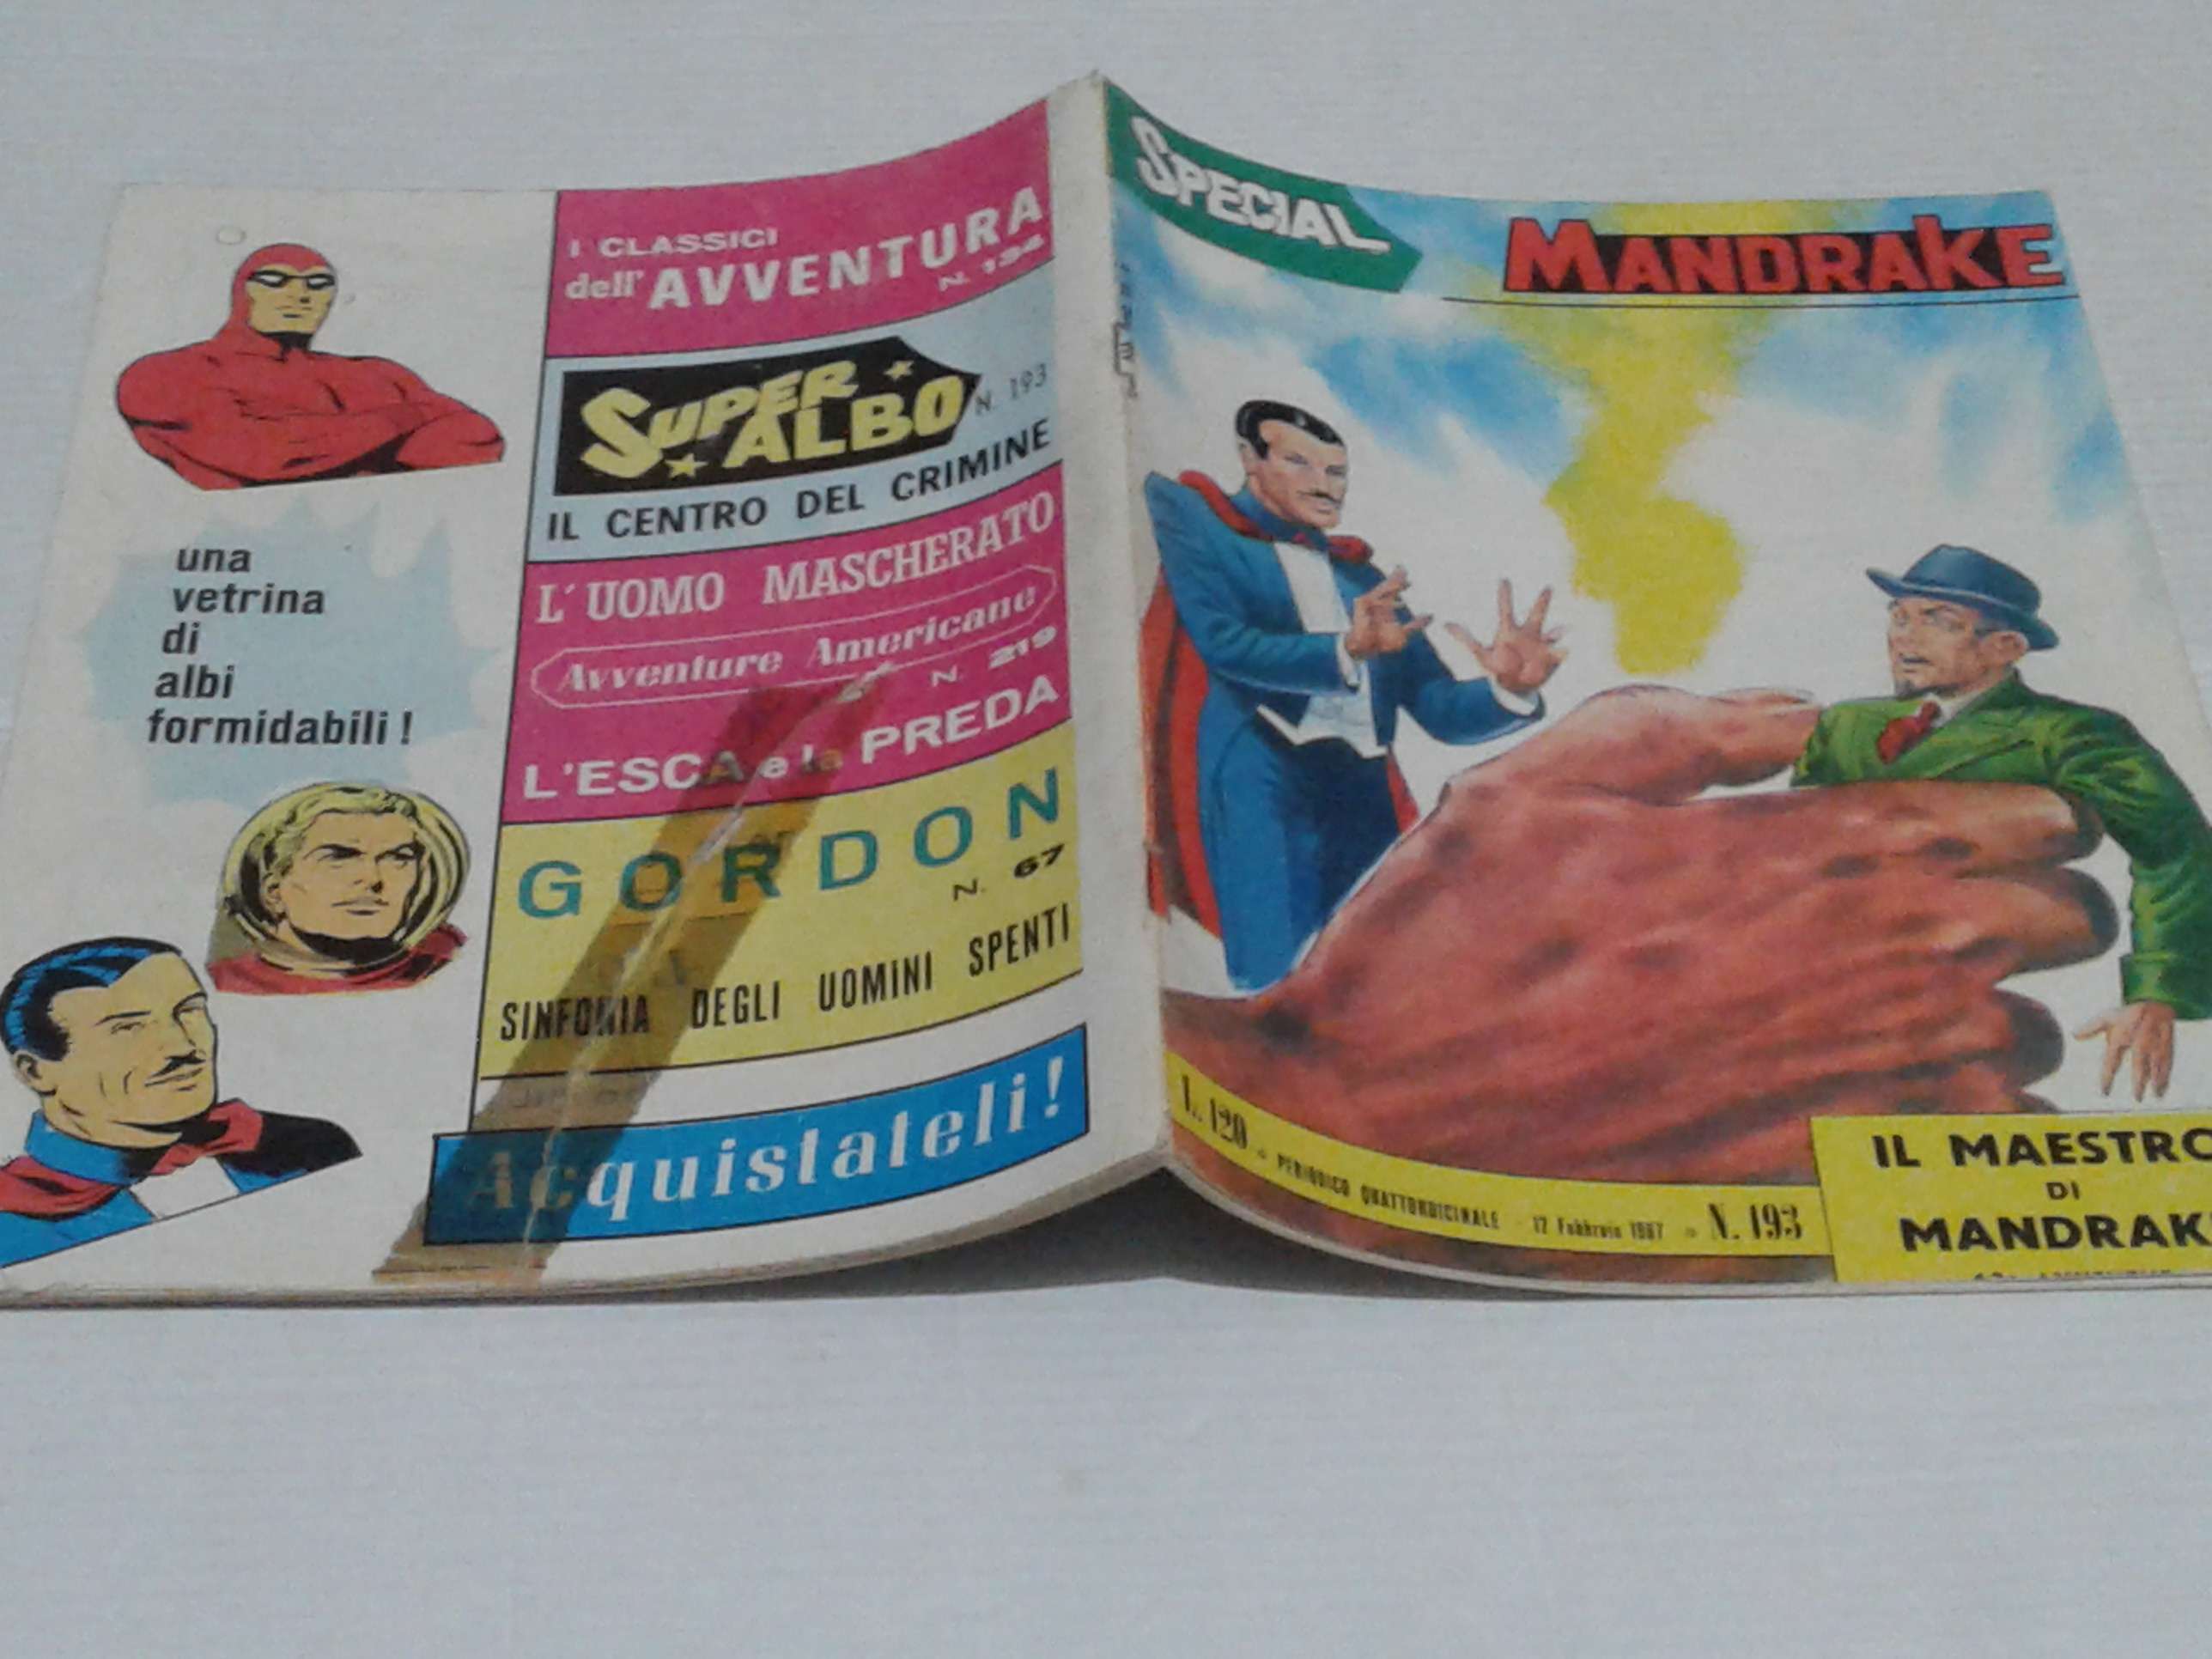 I CLASSICI
dell' AVVENTURA
N. 134
SUPER
ALBO
N. 193
IL CENTRO DEL CRIMINE
L'UOMO MASCHERATO
Avventure Americane
N. 219
L'ESCA e la PREDA
GORDON
N. 67
SINFONIA DEGLI UOMINI SPENTI
Acquistateli!
una
vetrina
di
albi
formidabili!
SPECIAL
MANDRAKE
L. 120 - PERIODICO QUATTORDICINALE - 12 Febbraio 1967 - N. 193
IL MAESTRO
DI
MANDRAK